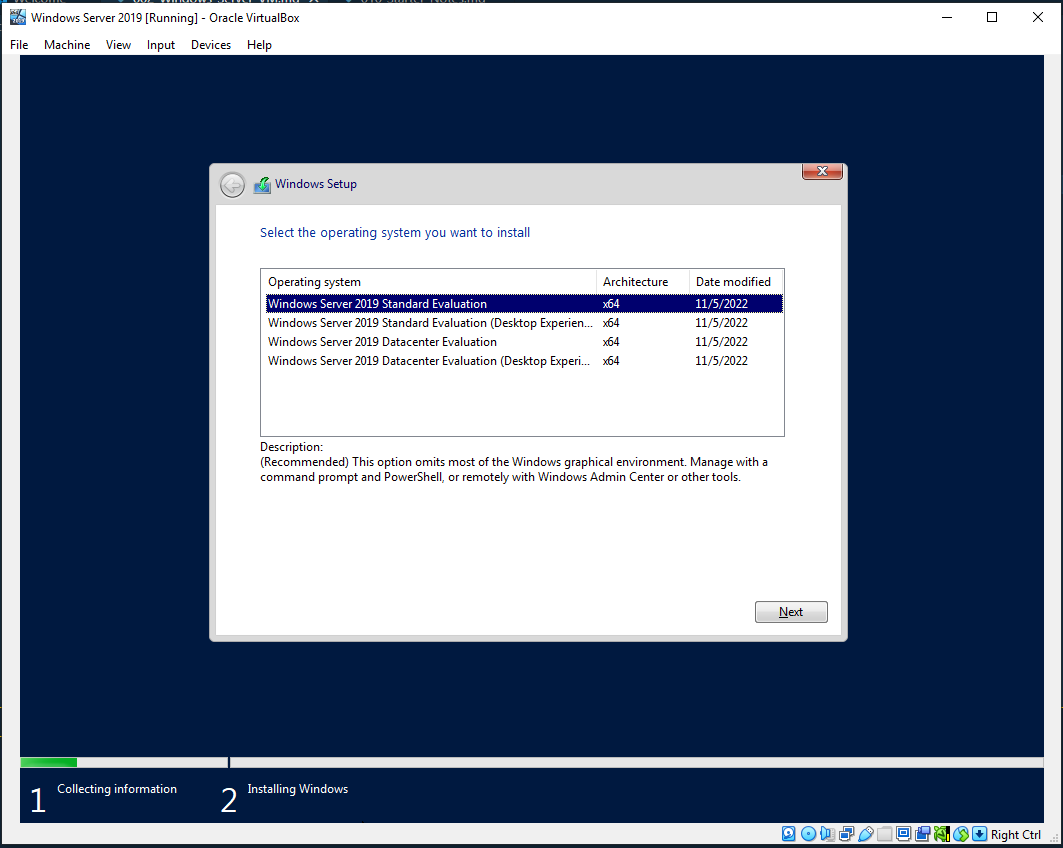 Windows Server 2019 [Running] - Oracle VirtualBox
File Machine View Input Devices Help
Windows Setup
Select the operating system you want to install
Operating system Architecture Date modified
Windows Server 2019 Standard Evaluation x64 11/5/2022
Windows Server 2019 Standard Evaluation (Desktop Experien... x64 11/5/2022
Windows Server 2019 Datacenter Evaluation x64 11/5/2022
Windows Server 2019 Datacenter Evaluation (Desktop Experi... x64 11/5/2022
Description:
(Recommended) This option omits most of the Windows graphical environment. Manage with a
command prompt and PowerShell, or remotely with Windows Admin Center or other tools.
Next
1 Collecting information 2 Installing Windows
Right Ctrl